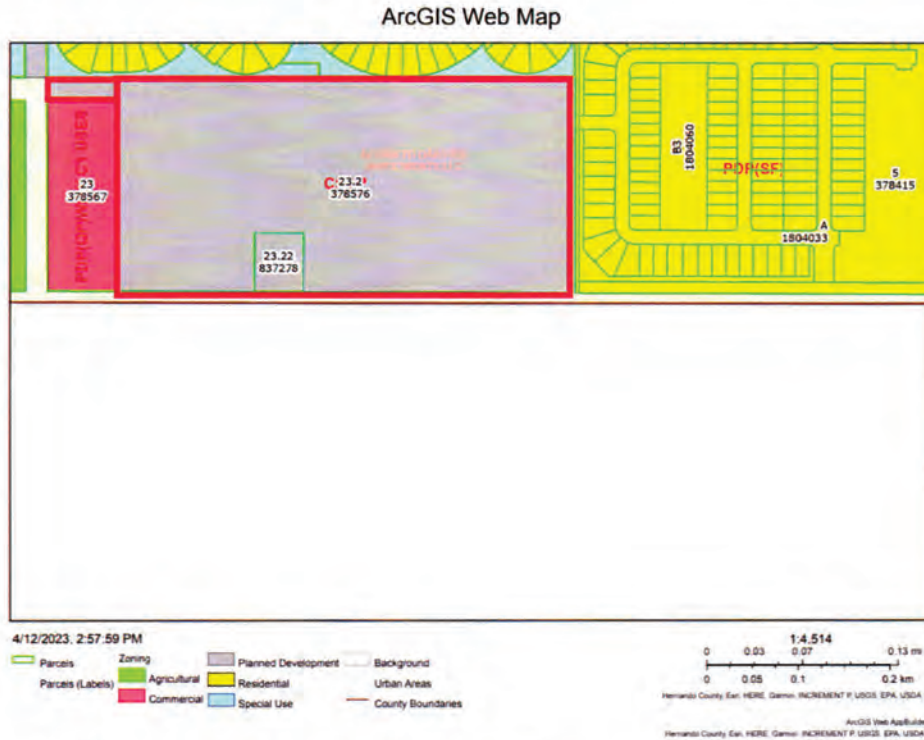 ArcGIS Web Map
23
378567
C
23.2
378576
23.22
837278
B3
1804060
PDP(SF)
A
1804033
5
378415
4/12/2023, 2:57:59 PM
Parcels
Parcels (Labels)
Zoning
Agricultural
Commercial
Planned Development
Residential
Special Use
Background
Urban Areas
County Boundaries
1:4,514
0 0.03 0.07 0.13 mi
0 0.05 0.1 0.2 km
Hernando County, Esri, HERE, Garmin, INCREMENT P, USGS, EPA, USDA
ArcGIS Web AppBuilde
Hernando County, Esri, HERE, Garmin, INCREMENT P, USGS, EPA, USDA